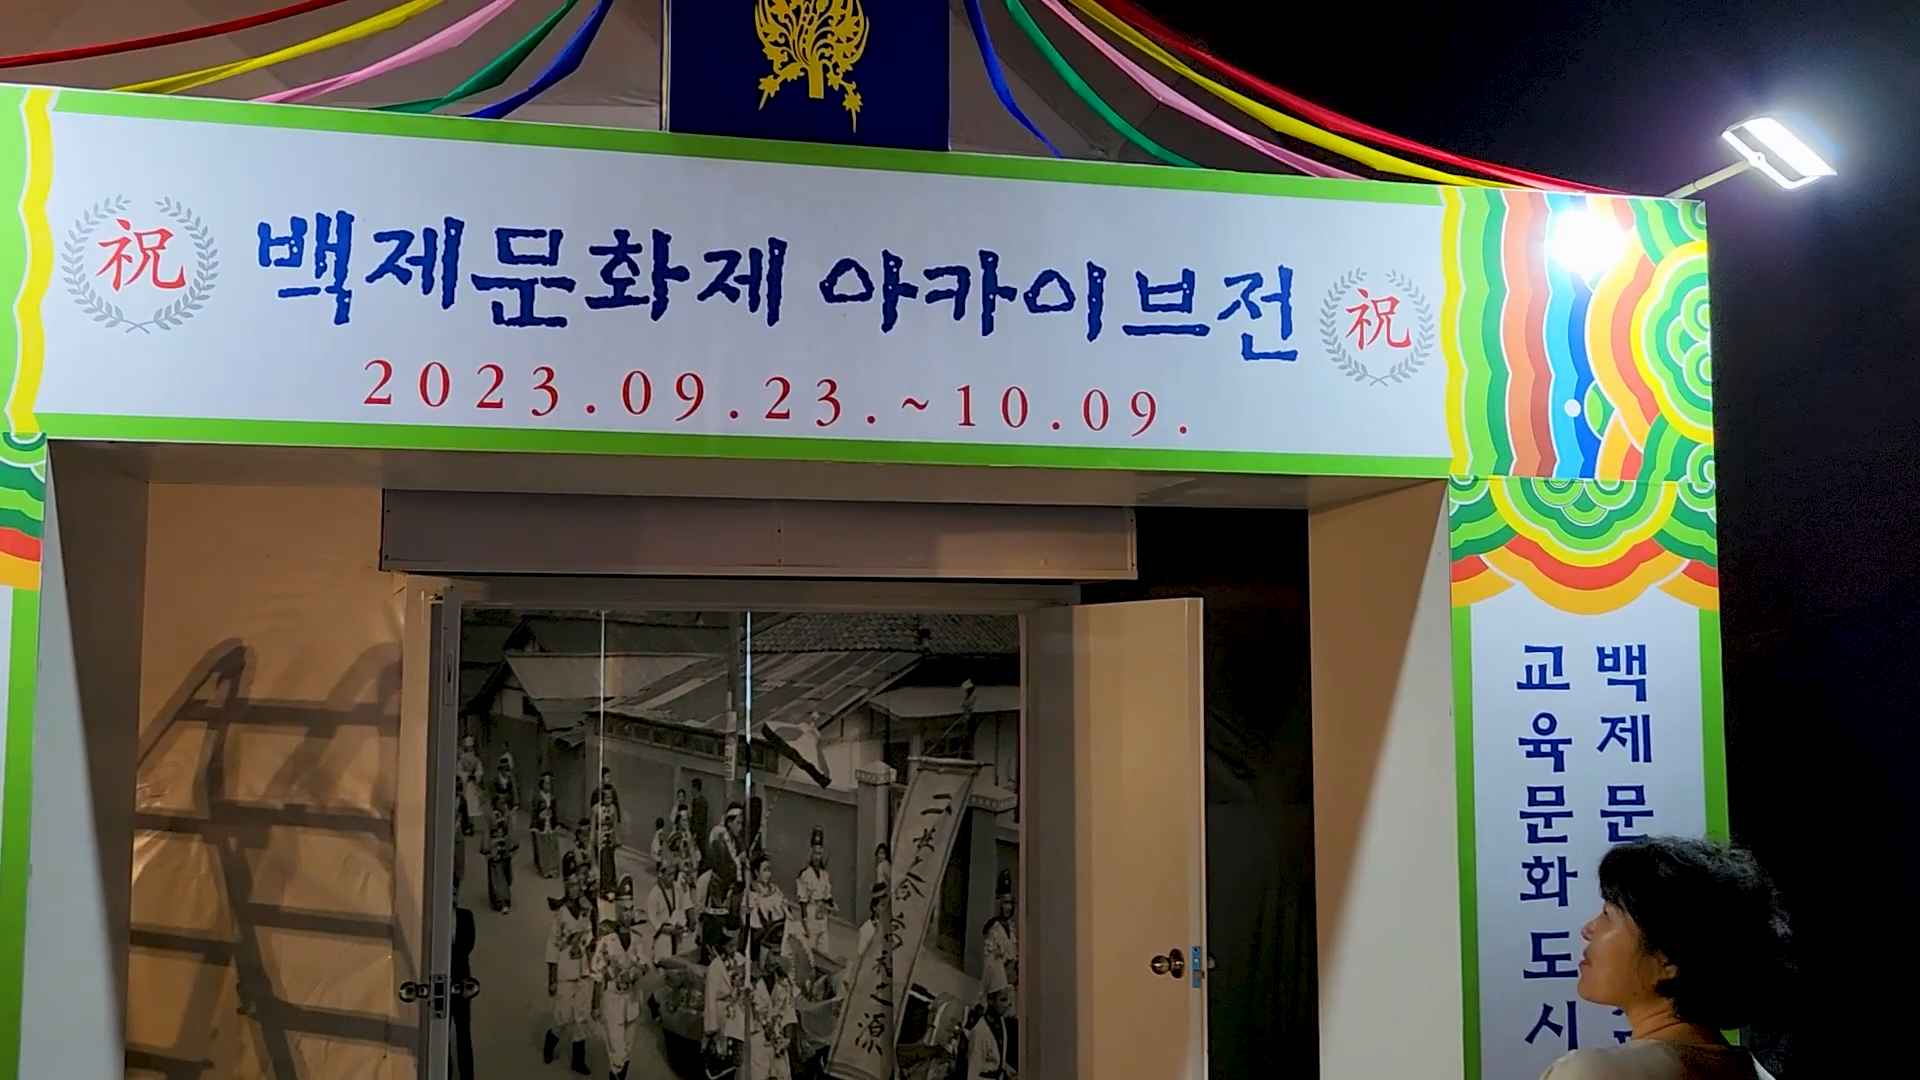 祝 백제문화제 아카이브전 祝
2023.09.23.~10.09.
백제문
교육문화도시
源